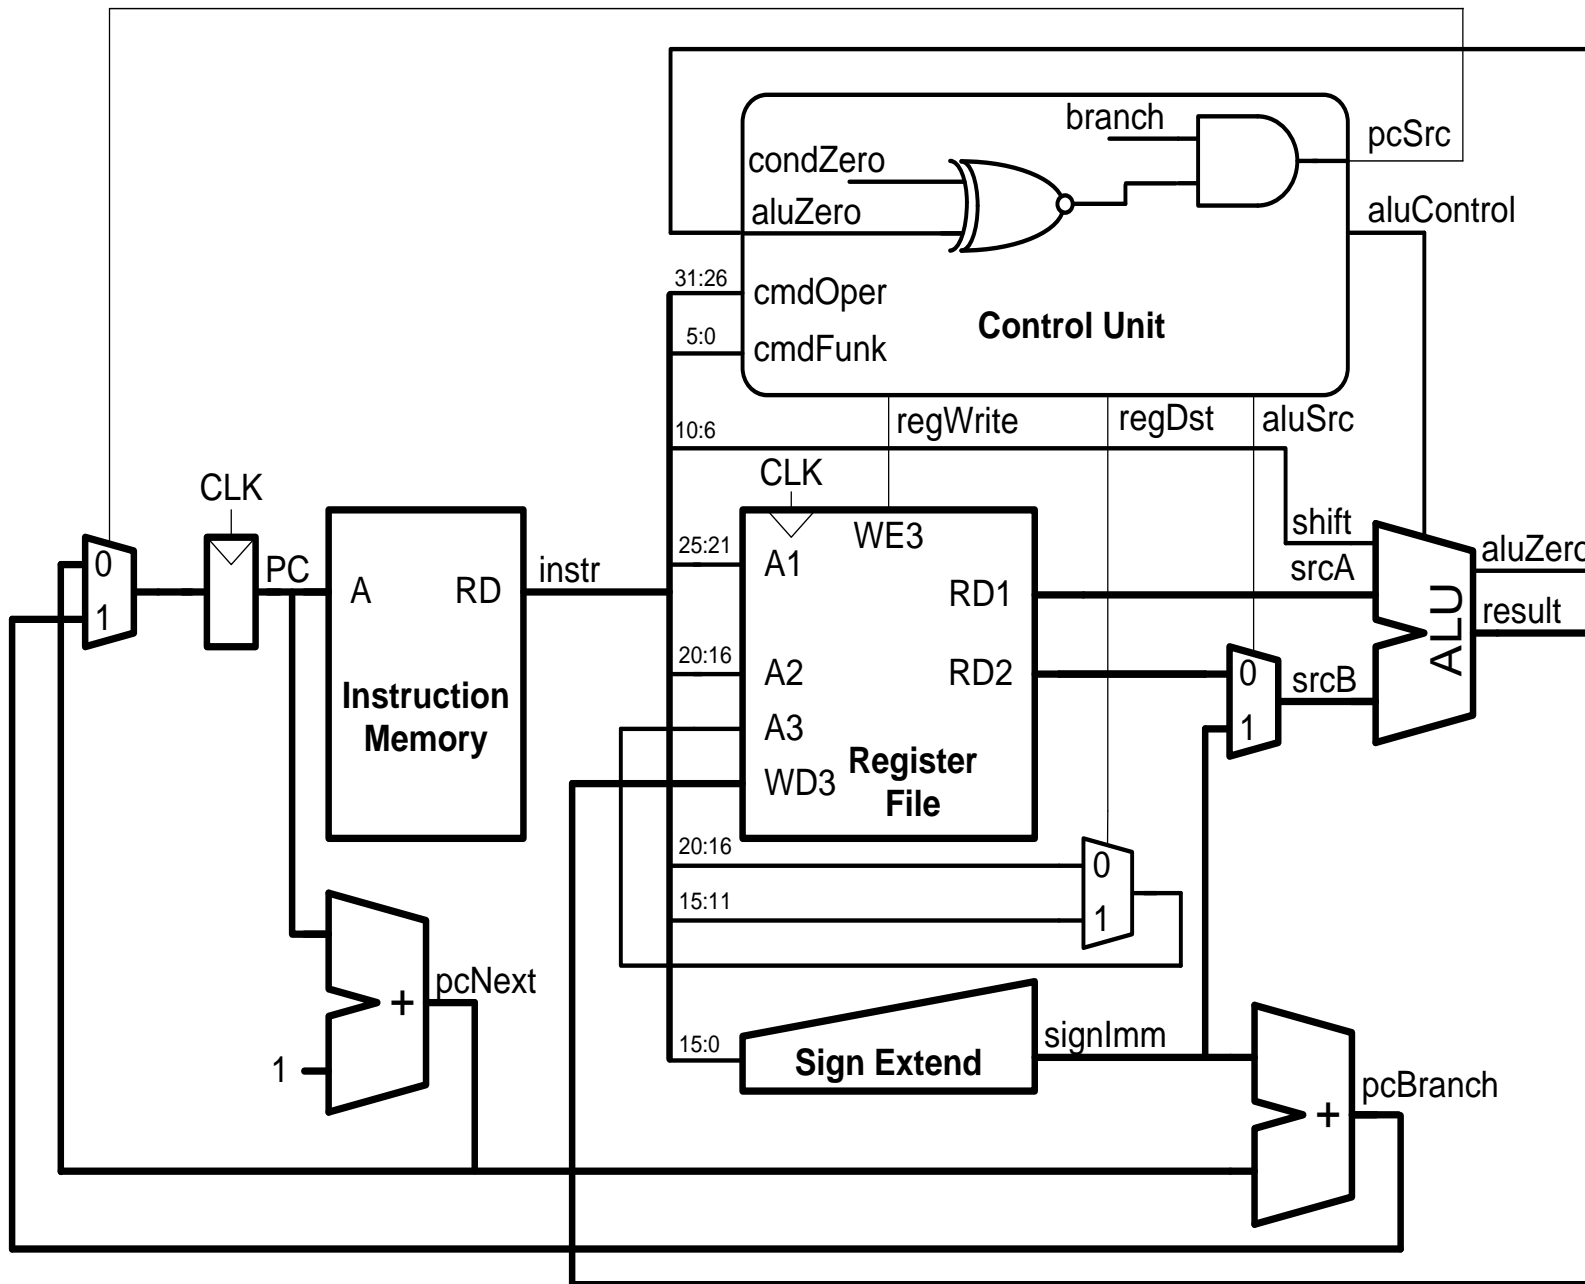 branch
pcSrc
condZero
aluZero
aluControl
31:26
cmdOper
Control Unit
5:0
cmdFunk
regWrite
regDst
aluSrc
10:6
CLK
CLK
shift
WE3
25:21
A1
0
PC
A
RD
instr
RD1
srcA
aluZero
1
result
ALU
20:16
A2
RD2
0
srcB
Instruction
Memory
A3
1
Register
File
WD3
20:16
0
15:11
1
pcNext
+
1
15:0
Sign Extend
signImm
pcBranch
+